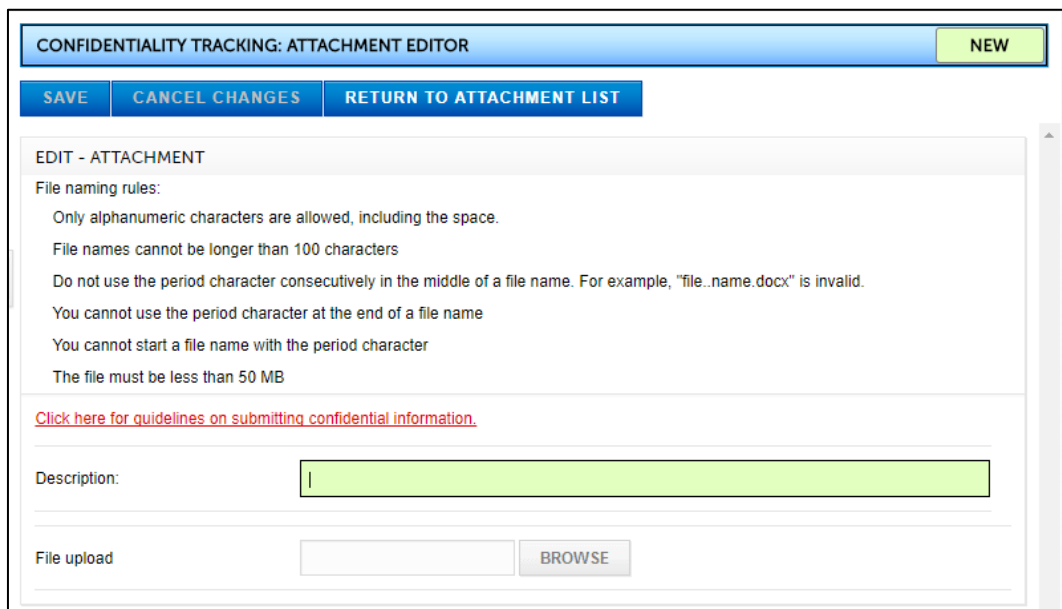 CONFIDENTIALITY TRACKING: ATTACHMENT EDITOR
NEW
SAVE
CANCEL CHANGES
RETURN TO ATTACHMENT LIST
EDIT - ATTACHMENT
File naming rules:
Only alphanumeric characters are allowed, including the space.
File names cannot be longer than 100 characters
Do not use the period character consecutively in the middle of a file name. For example, "file..name.docx" is invalid.
You cannot use the period character at the end of a file name
You cannot start a file name with the period character
The file must be less than 50 MB
Click here for guidelines on submitting confidential information.
Description:
File upload
BROWSE